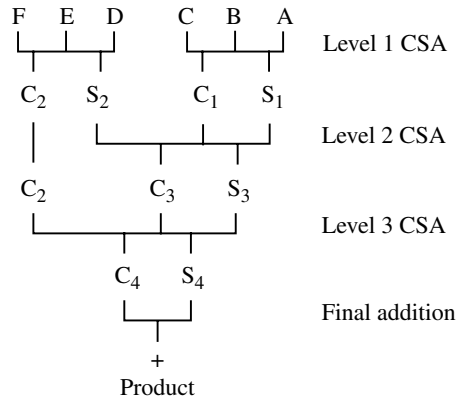 F E D C B A
Level 1 CSA
C₂ S₂ C₁ S₁
Level 2 CSA
C₂ C₃ S₃
Level 3 CSA
C₄ S₄
Final addition
+
Product